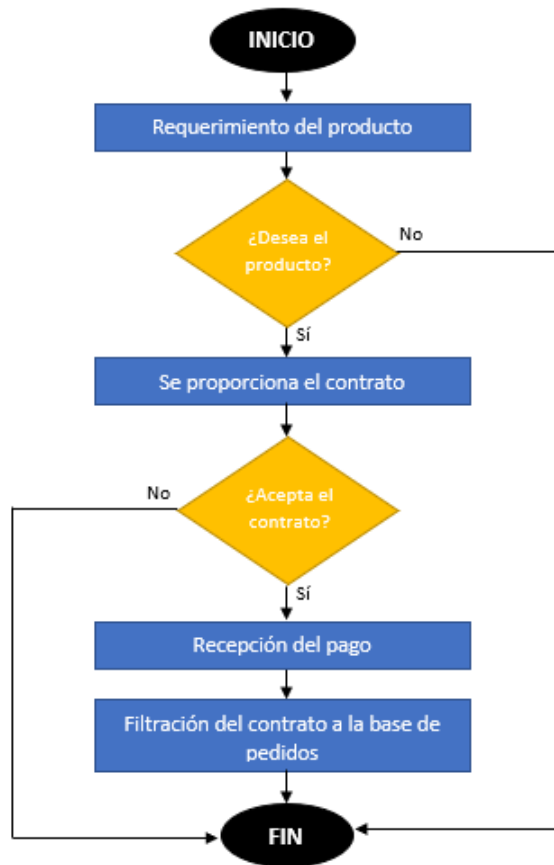 INICIO
Requerimiento del producto
¿Desea el
producto?
No
Sí
Se proporciona el contrato
¿Acepta el
contrato?
No
Sí
Recepción del pago
Filtración del contrato a la base de
pedidos
FIN